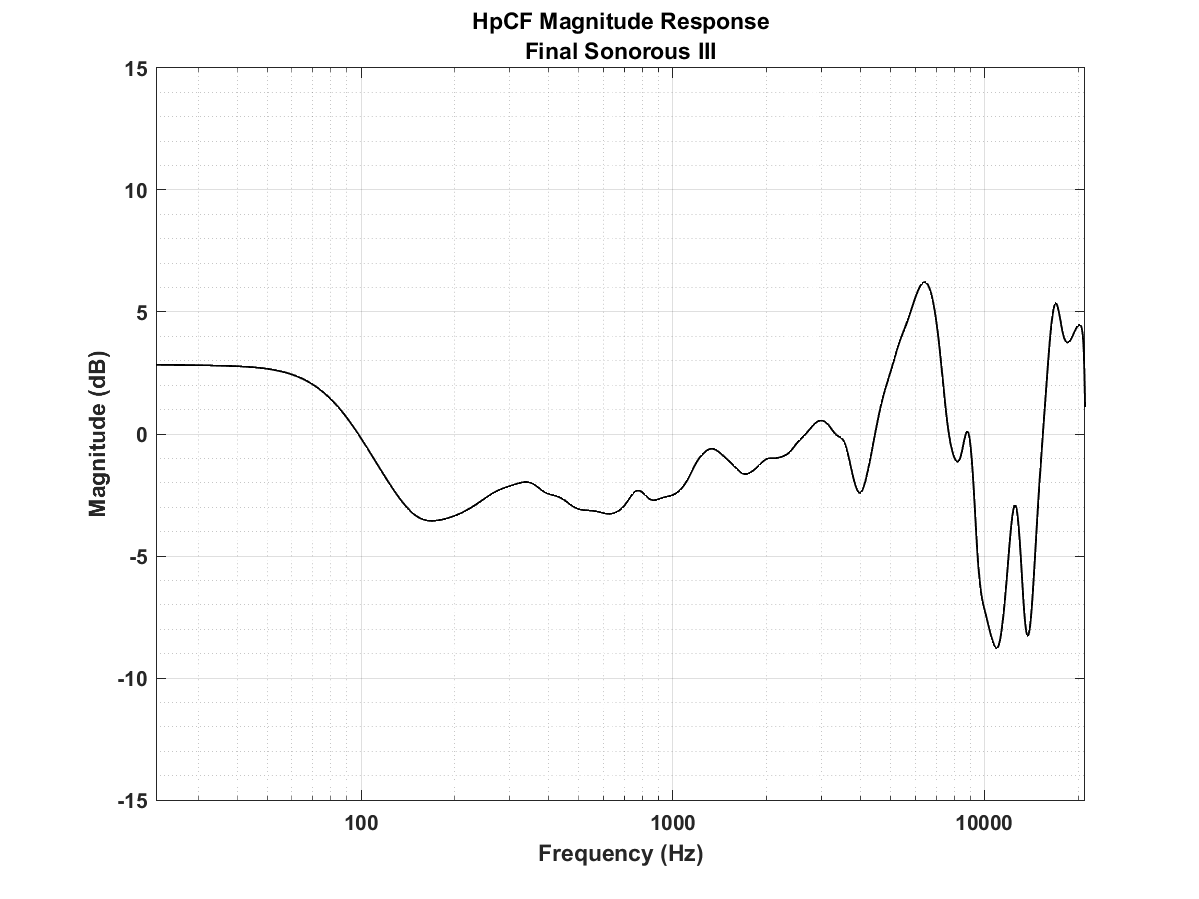 HpCF Magnitude Response
Final Sonorous III
15
10
5
0
-5
-10
-15
Magnitude (dB)
100
1000
10000
Frequency (Hz)